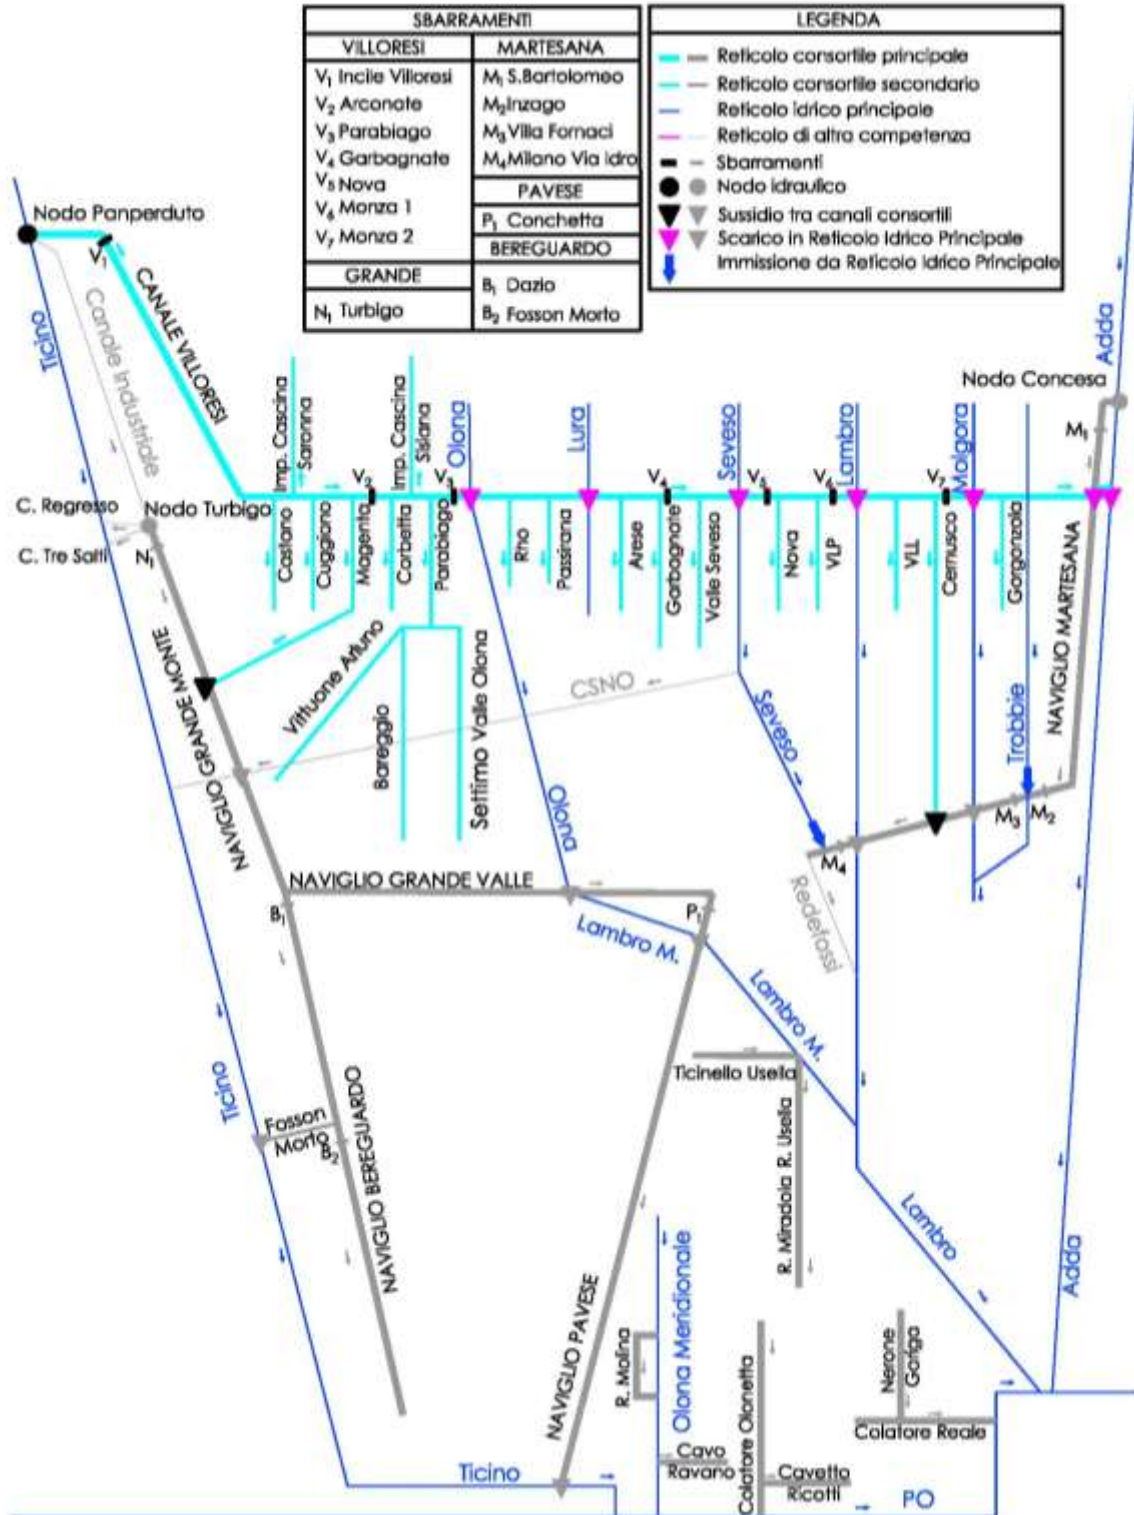 SBARRAMENTI
VILLORESI
V1 Incile Villoresi
V2 Arconate
V3 Parabiago
V4 Garbagnate
V5 Nova
V6 Monza 1
V7 Monza 2
GRANDE
N1 Turbigo
MARTESANA
M1 S.Bartolomeo
M2 Inzago
M3 Villa Fornaci
M4 Milano Via Idro
PAVESE
P1 Conchetta
BEREGUARDO
B1 Dazio
B2 Fosson Morto
LEGENDA
Reticolo consortile principale
Reticolo consortile secondario
Reticolo idrico principale
Reticolo di altra competenza
Sbarramenti
Nodo idraulico
Sussidio tra canali consortili
Scarico in Reticolo Idrico Principale
Immissione da Reticolo Idrico Principale
Nodo Panperduto
V1
CANALE VILLORESI
Canale Industriale
Ticino
Adda
Nodo Concesa
M1
Imp. Cascina
Saronna
Imp. Cascina
Sisiana
Olona
Lura
Seveso
Lambro
Molgora
V2
V3
V4
V5
V6
V7
C. Regresso
Nodo Turbigo
C. Tre Salti
N1
Castano
Cuggiono
Magenta
Corbetta
Parabiago
Rho
Passirana
Arese
Garbagnate
Valle Seveso
Nova
VLP
VLL
Cernusco
Gorgonzola
NAVIGLIO MARTESANA
NAVIGLIO GRANDE MONTE
Vittuone Arluno
Bareggio
Settimo Valle Olona
CSNO
Seveso
Trobbie
Olona
M3
M2
M4
Redefossi
NAVIGLIO GRANDE VALLE
B1
P1
Lambro M.
Lambro M.
Ticinello Usella
R. Miradola R. Usella
Ticino
Fosson
Morto
B2
NAVIGLIO BEREGUARDO
Lambro
Adda
NAVIGLIO PAVESE
R. Molina
Olona Meridionale
Colatore Olonetta
Nerone
Gariga
Colatore Reale
Cavo
Ravano
Cavetto
Ricotti
Ticino
PO